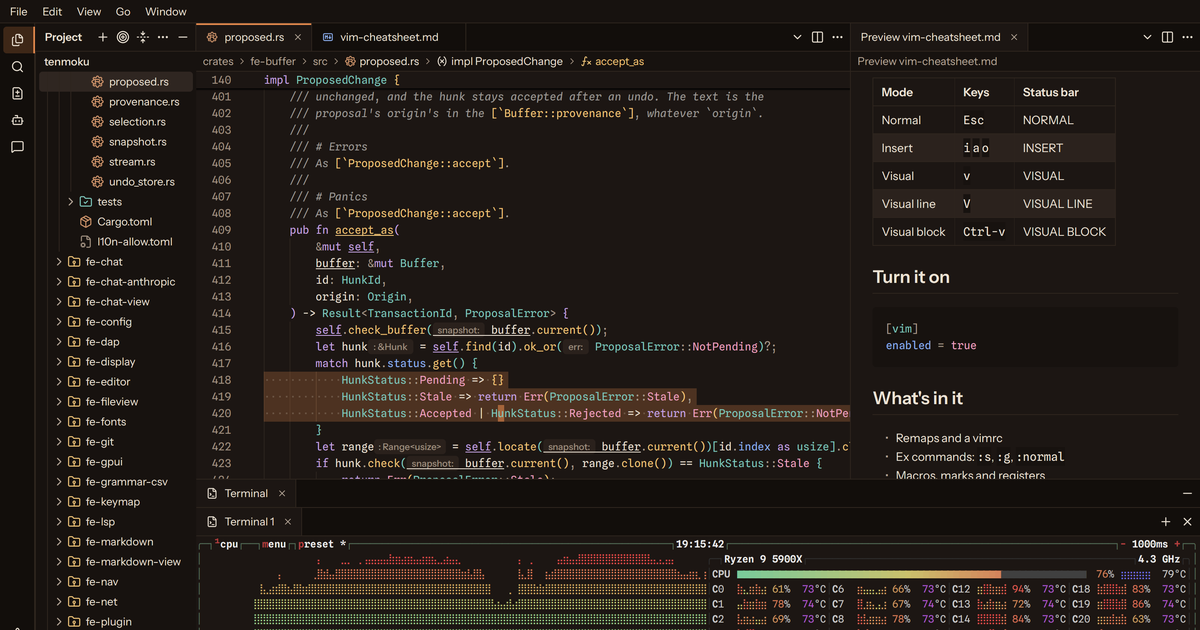 File Edit View Go Window
Project
proposed.rs
vim-cheatsheet.md
Preview vim-cheatsheet.md
tenmoku
proposed.rs
provenance.rs
selection.rs
snapshot.rs
stream.rs
undo_store.rs
tests
Cargo.toml
l10n-allow.toml
fe-chat
fe-chat-anthropic
fe-chat-view
fe-config
fe-dap
fe-display
fe-editor
fe-fileview
fe-fonts
fe-git
fe-gpui
fe-grammar-csv
fe-keymap
fe-lsp
fe-markdown
fe-markdown-view
fe-nav
fe-net
fe-plugin
crates > fe-buffer > src > proposed.rs > (x) impl ProposedChange > ƒx accept_as
140 impl ProposedChange {
401 /// unchanged, and the hunk stays accepted after an undo. The text is the
402 /// proposal's origin's in the [`Buffer::provenance`], whatever `origin`.
403 ///
404 /// # Errors
405 /// As [`ProposedChange::accept`].
406 ///
407 /// # Panics
408 /// As [`ProposedChange::accept`].
409 pub fn accept_as(
410 &mut self,
411 buffer: &mut Buffer,
412 id: HunkId,
413 origin: Origin,
414 ) -> Result<TransactionId, ProposalError> {
415 self.check_buffer( snapshot: buffer.current());
416 let hunk : &Hunk = self.find(id).ok_or( err: ProposalError::NotPending)?;
417 match hunk.status.get() {
418 HunkStatus::Pending => {}
419 HunkStatus::Stale => return Err(ProposalError::Stale),
420 HunkStatus::Accepted | HunkStatus::Rejected => return Err(ProposalError::NotPe
421 }
422 let range : Range<usize> = self.locate( snapshot: buffer.current())[id.index as usize].cl
423 if hunk.check( snapshot: buffer.current(), range.clone()) == HunkStatus::Stale {
424 return Err(ProposalError::Stale);
Preview vim-cheatsheet.md
Mode Keys Status bar
Normal Esc NORMAL
Insert i a o INSERT
Visual v VISUAL
Visual line V VISUAL LINE
Visual block Ctrl-v VISUAL BLOCK
Turn it on
[vim]
enabled = true
What's in it
• Remaps and a vimrc
• Ex commands: :s, :g, :normal
• Macros, marks and registers
Terminal
Terminal 1
¹cpu menu preset * 19:15:42 - 1000ms +
Ryzen 9 5900X 4.3 GHz
CPU 76% 79°C
C0 61% 73°C C6 66% 73°C C12 94% 73°C C18 83% 73°C
C1 78% 74°C C7 67% 74°C C13 72% 74°C C19 86% 74°C
C2 69% 73°C C8 78% 73°C C14 84% 73°C C20 63% 73°C